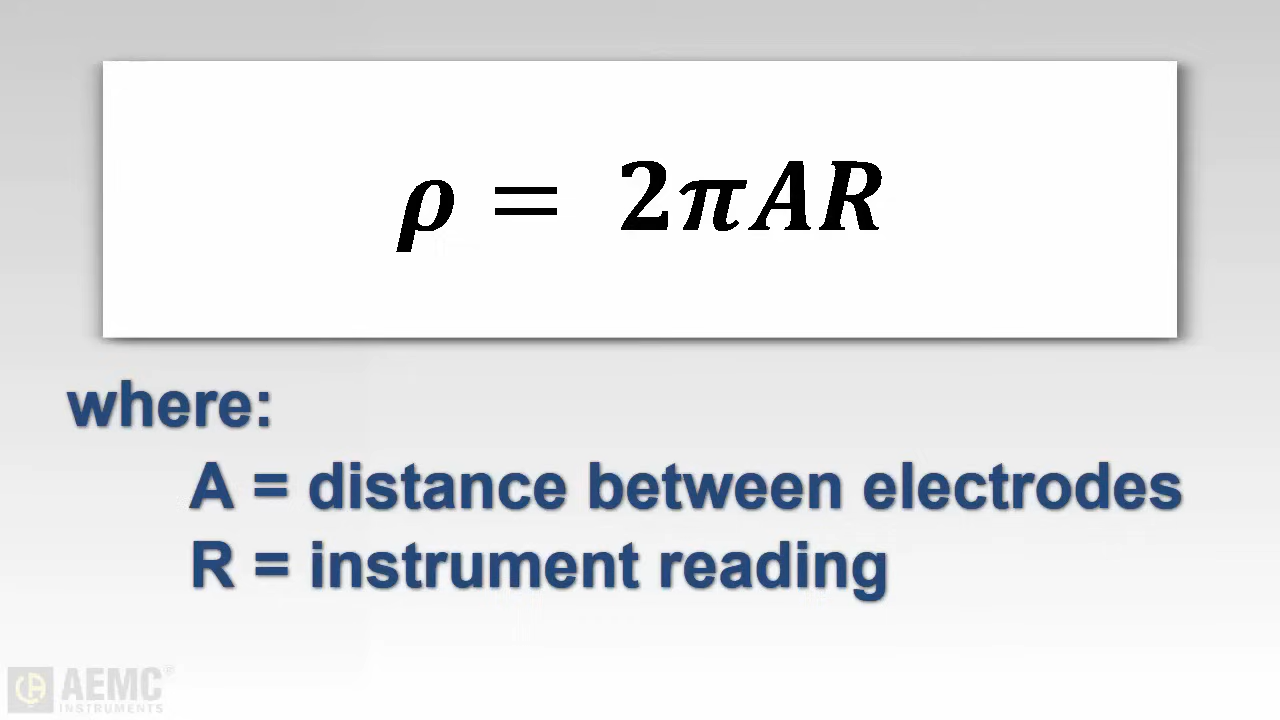 ρ = 2πAR
where:
A = distance between electrodes
R = instrument reading
AEMC®
INSTRUMENTS